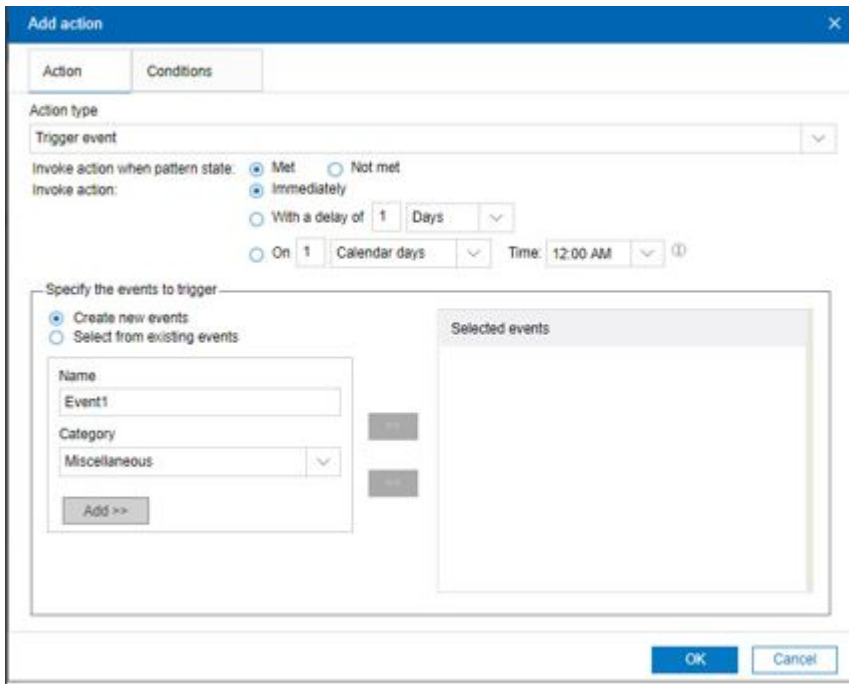 Add action
Action Conditions
Action type
Trigger event
Invoke action when pattern state: Met Not met
Invoke action: Immediately
With a delay of 1 Days
On 1 Calendar days Time: 12:00 AM
Specify the events to trigger
Create new events
Select from existing events
Selected events
Name
Event1
Category
Miscellaneous
Add >>
OK Cancel